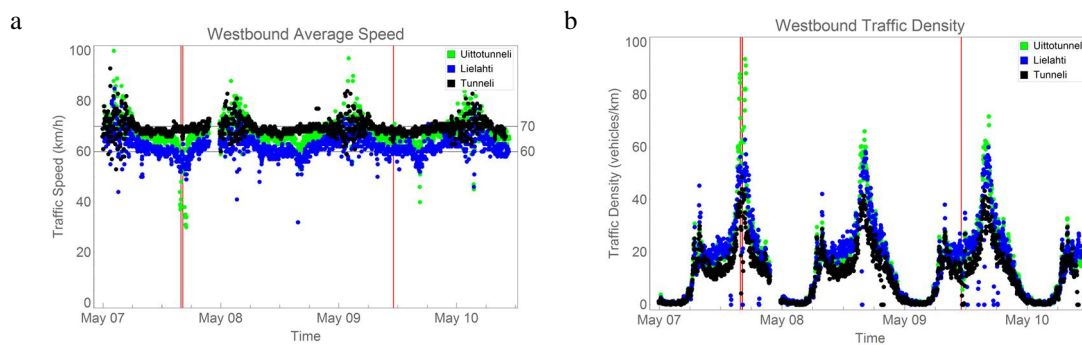 a
Westbound Average Speed
100
80
60
40
20
0
Traffic Speed (km/h)
Uittotunneli
Lielahti
Tunneli
70
60
May 07
May 08
May 09
May 10
Time
b
Westbound Traffic Density
100
80
60
40
20
0
Traffic Density (vehicles/km)
Uittotunneli
Lielahti
Tunneli
May 07
May 08
May 09
May 10
Time